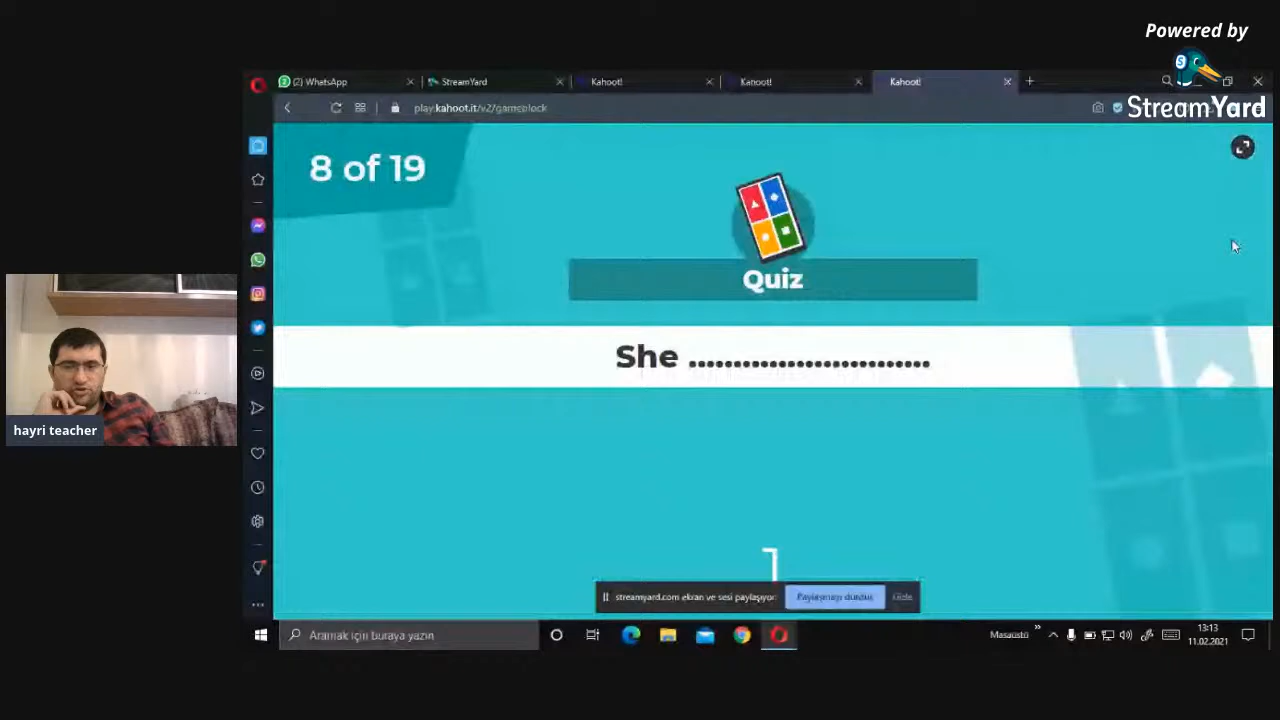 Powered by
StreamYard
(2) WhatsApp
StreamYard
Kahoot!
Kahoot!
Kahoot!
play.kahoot.it/v2/gameblock
8 of 19
Quiz
She ...........................
1
hayri teacher
streamyard.com ekran ve sesi paylaşıyor.
Paylaşmayı durdur
Gizle
Aramak için buraya yazın
Masaüstü
13:13
11.02.2021